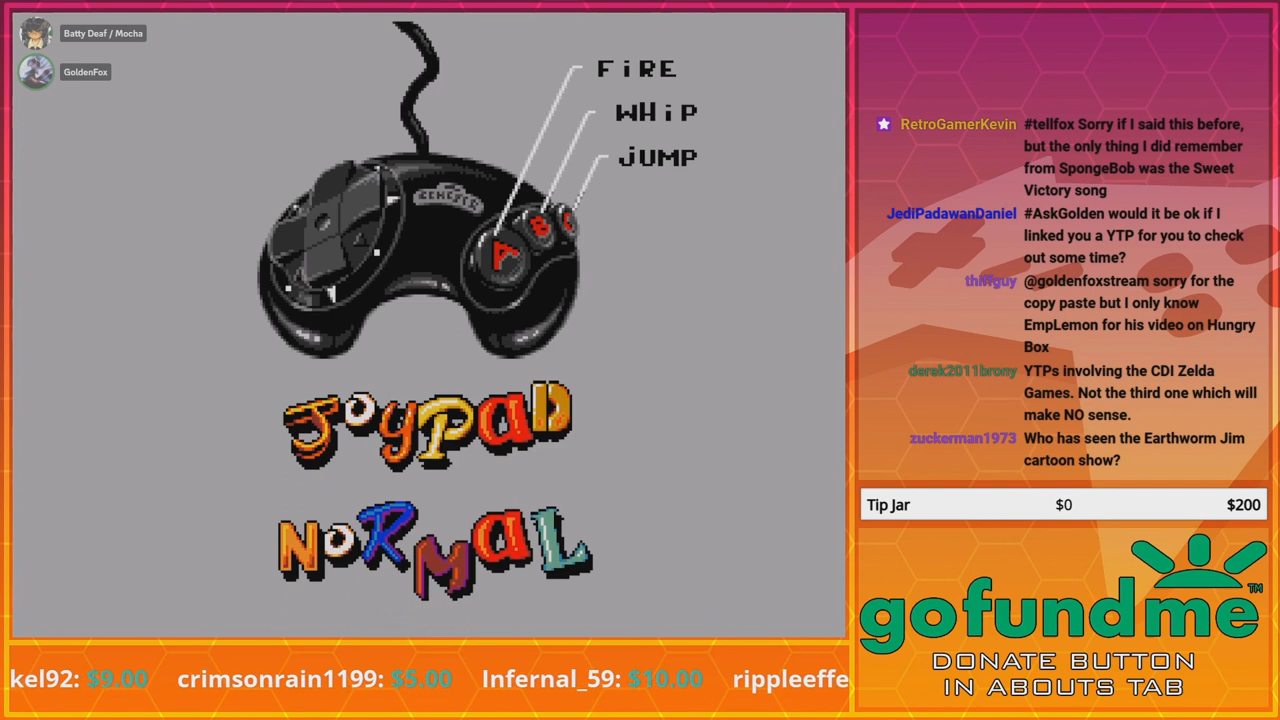 Batty Deaf / Mocha
GoldenFox
FiRE
WHiP
jUMP
A
B
C
JoyPaD
NoRMaL
RetroGamerKevin #tellfox Sorry if I said this before,
but the only thing I did remember
from SpongeBob was the Sweet
Victory song
JediPadawanDaniel #AskGolden would it be ok if I
linked you a YTP for you to check
out some time?
thiffguy @goldenfoxstream sorry for the
copy paste but I only know
EmpLemon for his video on Hungry
Box
derek2011brony YTPs involving the CDI Zelda
Games. Not the third one which will
make NO sense.
zuckerman1973 Who has seen the Earthworm Jim
cartoon show?
Tip Jar $0 $200
gofundme™
DONATE BUTTON
IN ABOUTS TAB
kel92: $9.00 crimsonrain1199: $5.00 Infernal_59: $10.00 rippleeffe